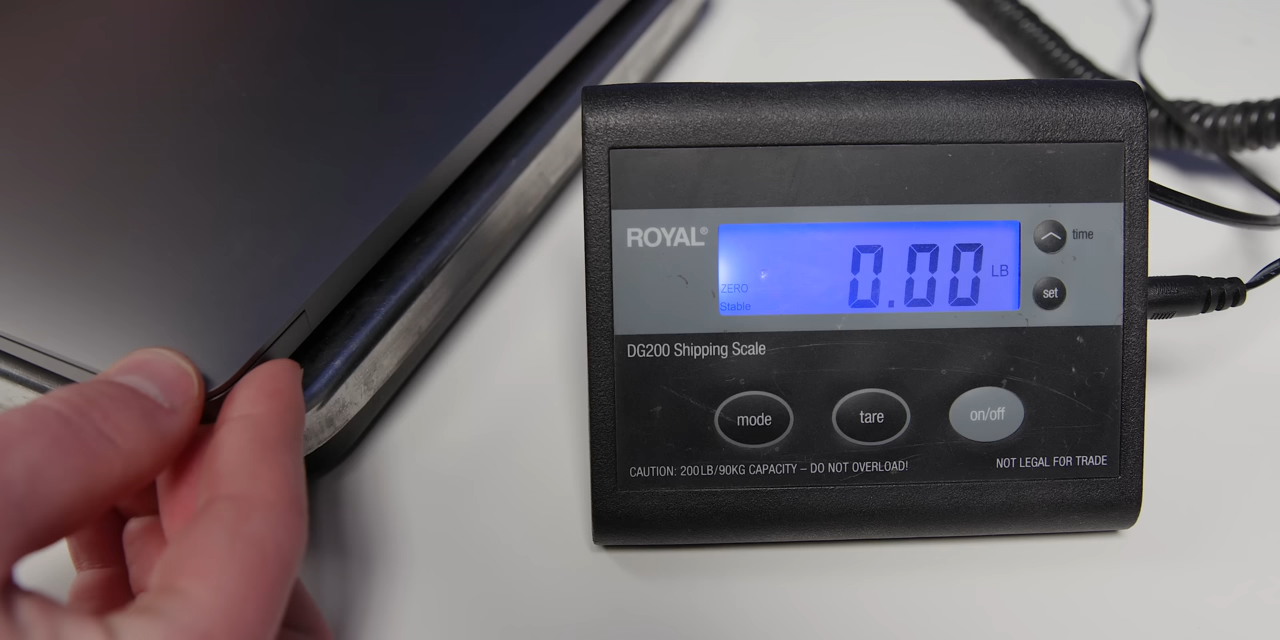 ROYAL®
0.00 LB
ZERO
Stable
time
set
DG200 Shipping Scale
mode
tare
on/off
CAUTION: 200LB/90KG CAPACITY – DO NOT OVERLOAD!
NOT LEGAL FOR TRADE